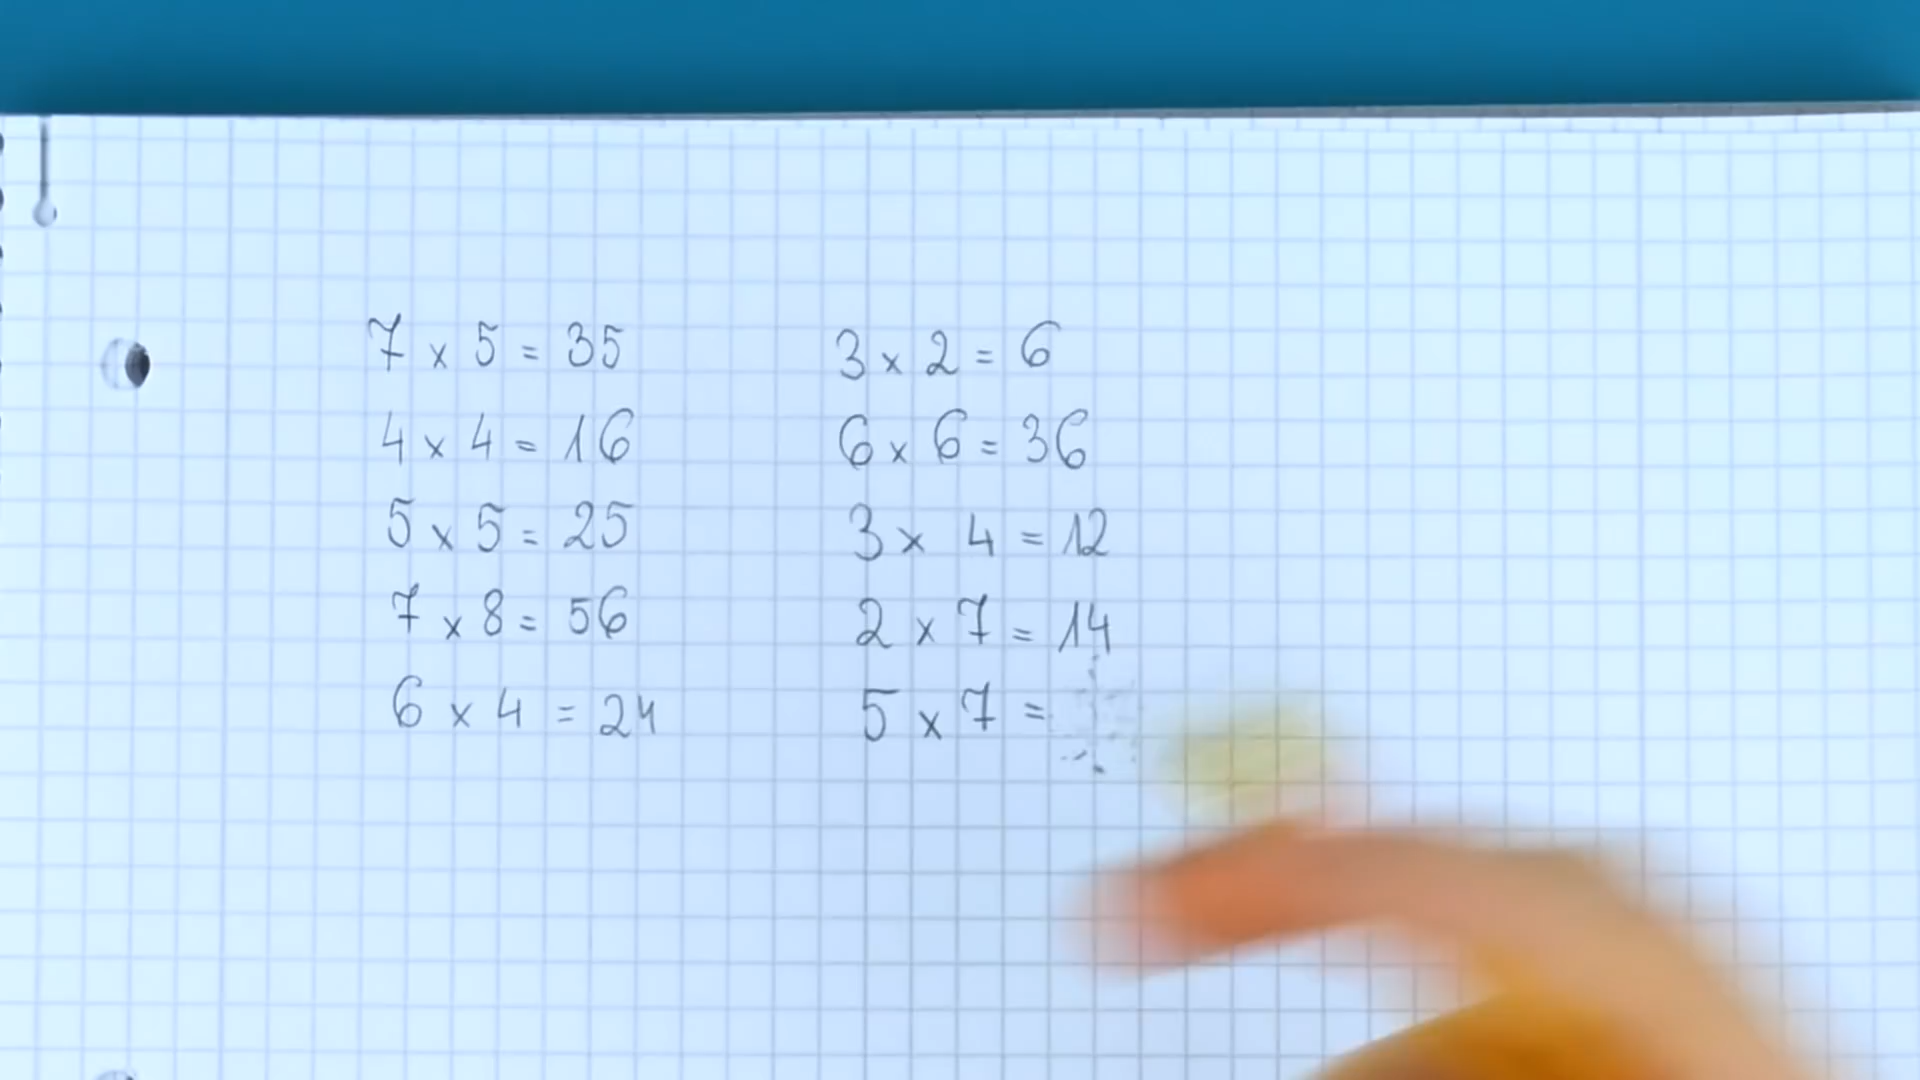 7 x 5 = 35
4 x 4 = 16
5 x 5 = 25
7 x 8 = 56
6 x 4 = 24
3 x 2 = 6
6 x 6 = 36
3 x 4 = 12
2 x 7 = 14
5 x 7 =